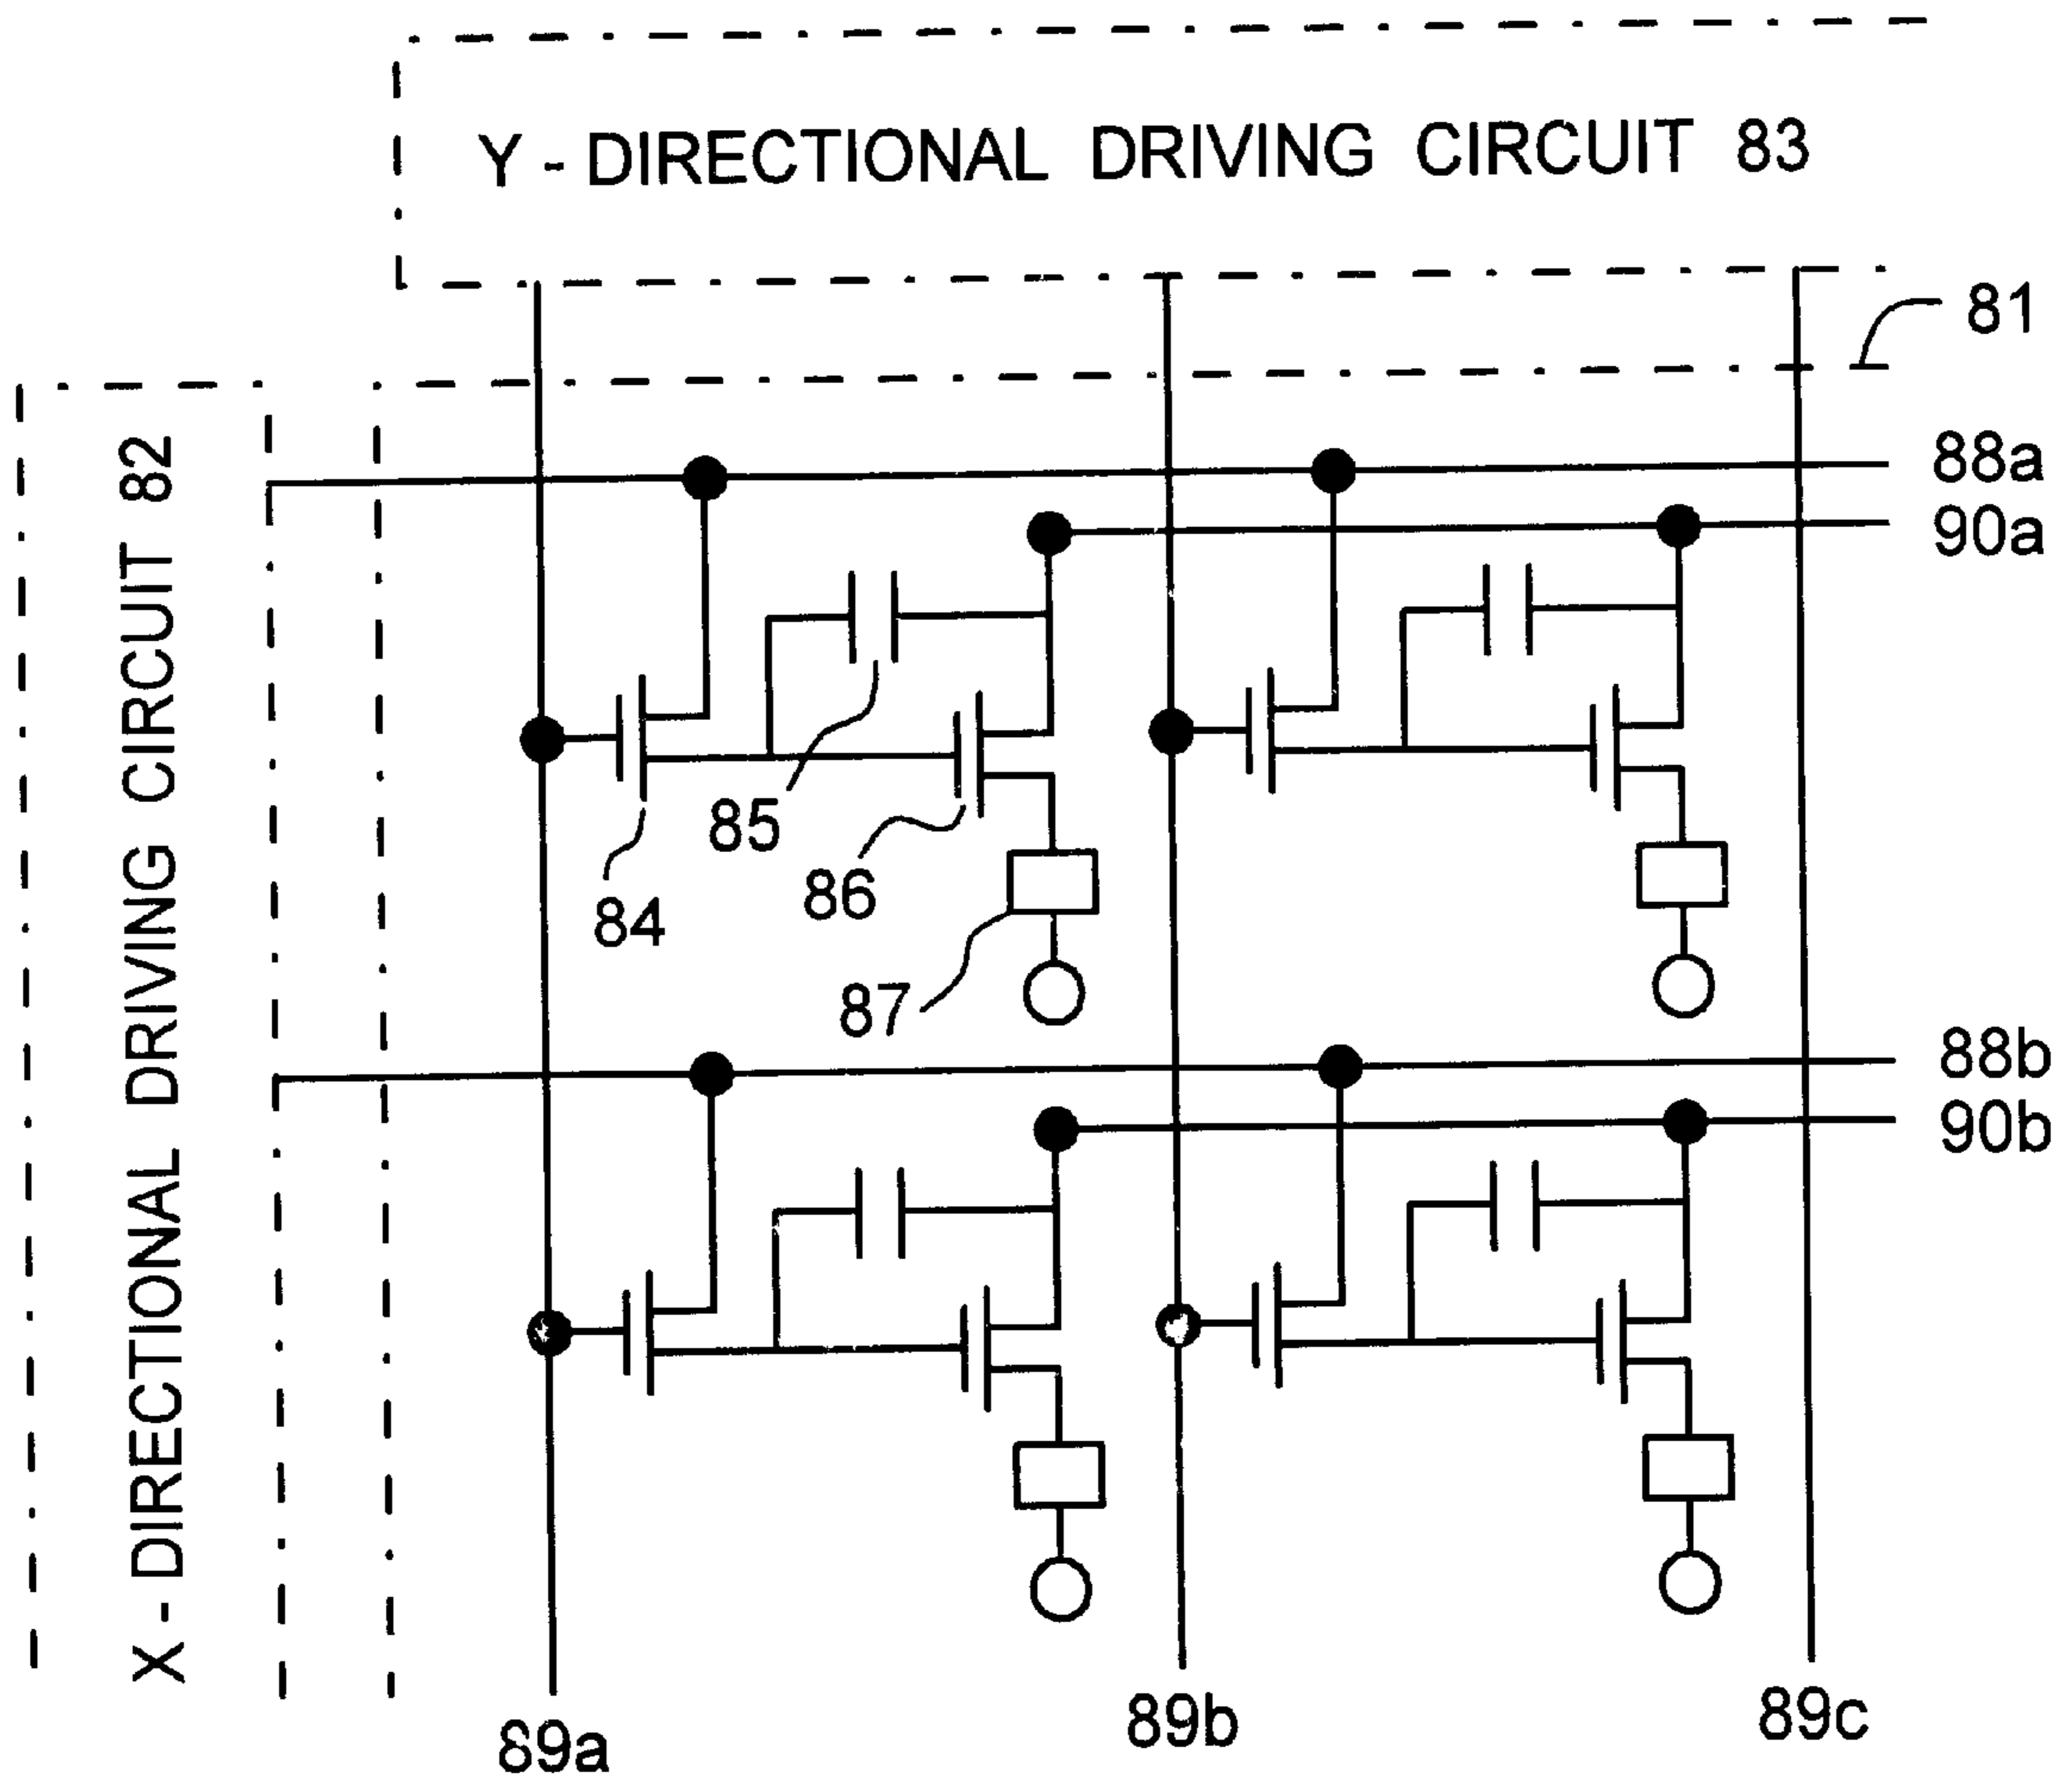 Y - DIRECTIONAL DRIVING CIRCUIT 83
81
X - DIRECTIONAL DRIVING CIRCUIT 82
88a
90a
85
86
84
87
88b
90b
89a
89b
89c